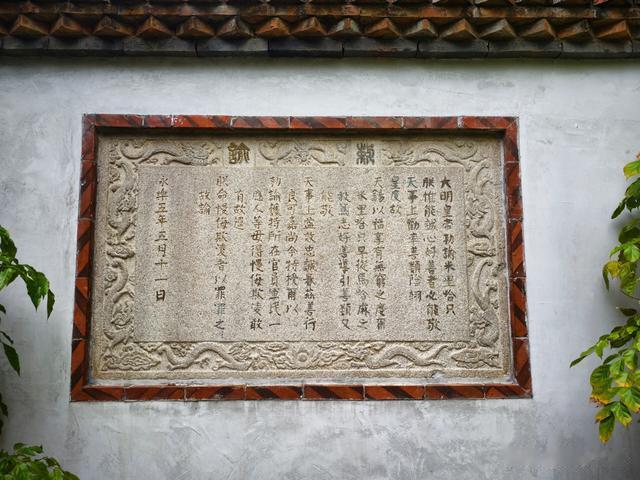 敕諭
大明皇帝勅諭米里哈只
朕惟能誠心好善者必能敬
天事上勸率善類陰翊
皇度故
天賜以福享有無窮之慶爾
米里哈只早從馬哈麻之
教篤志好善導引善類又
能敬
天事上益效忠誠眷茲善行
良可嘉尚今特授爾以
勅諭護持所在官員軍民一
應人等毋得慢侮欺凌敢
有故違
朕命慢侮欺凌者以罪罪之
故諭
永樂五年五月十一日